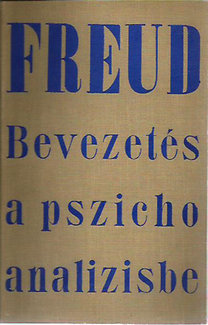 FREUD
Bevezetés
a pszicho
analizisbe